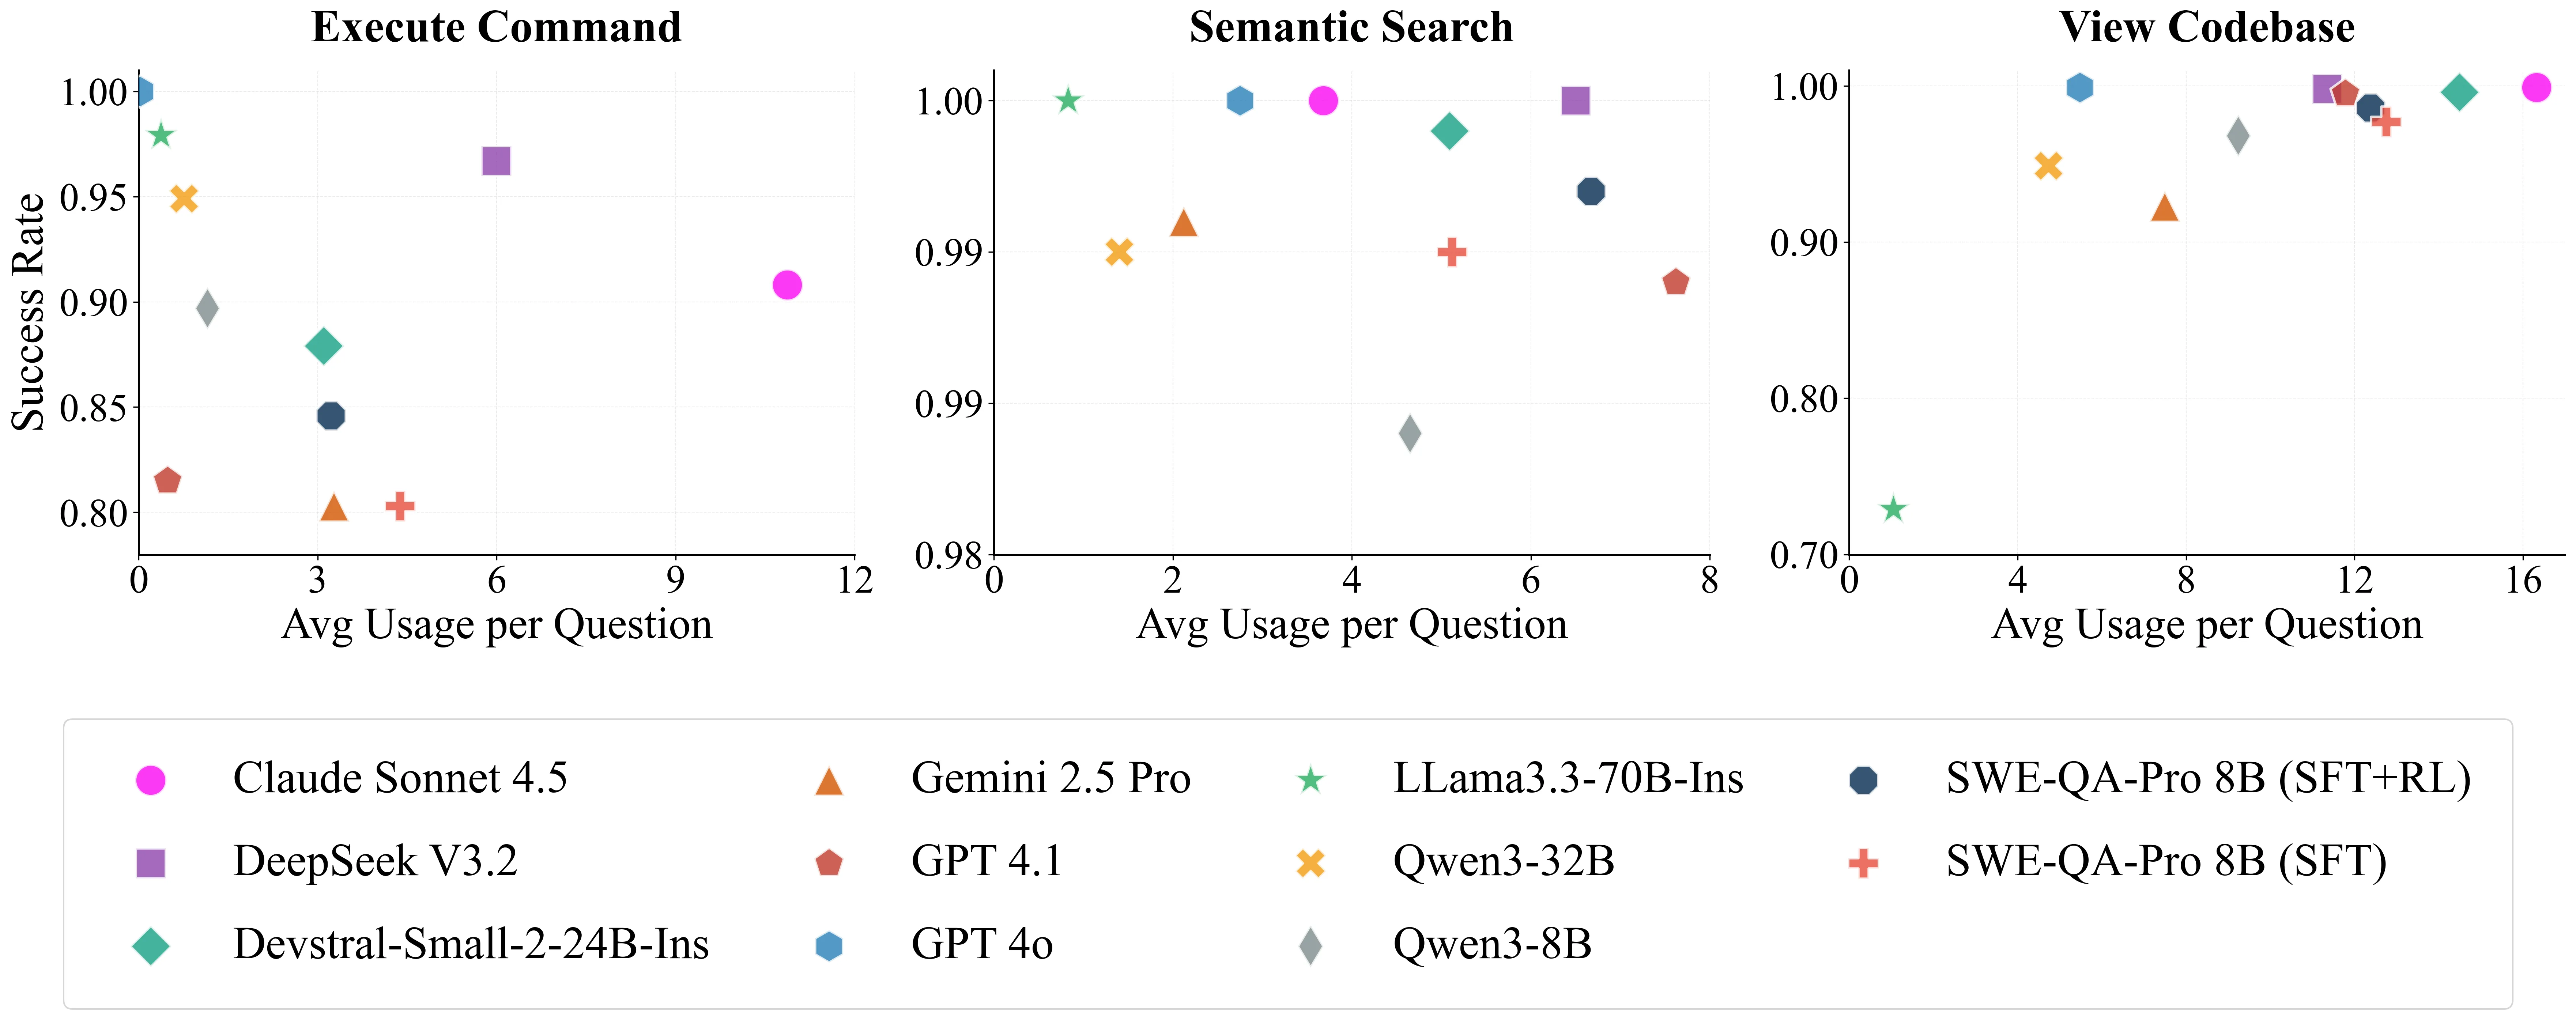 Execute Command
Semantic Search
View Codebase
Success Rate
1.00
0.95
0.90
0.85
0.80
0
3
6
9
12
Avg Usage per Question
1.00
0.99
0.99
0.98
0
2
4
6
8
Avg Usage per Question
1.00
0.90
0.80
0.70
0
4
8
12
16
Avg Usage per Question
Claude Sonnet 4.5
DeepSeek V3.2
Devstral-Small-2-24B-Ins
Gemini 2.5 Pro
GPT 4.1
GPT 4o
LLama3.3-70B-Ins
Qwen3-32B
Qwen3-8B
SWE-QA-Pro 8B (SFT+RL)
SWE-QA-Pro 8B (SFT)